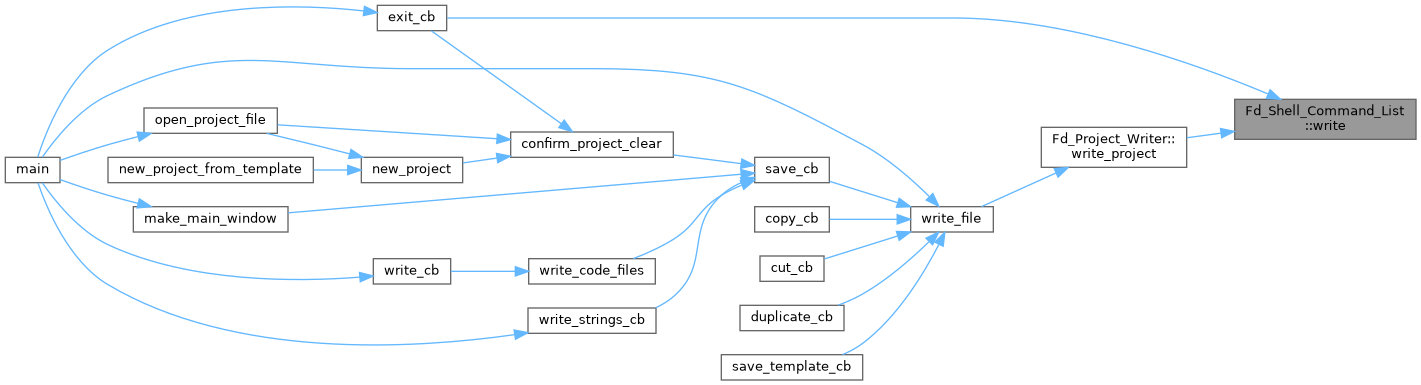 exit_cb
Fd_Shell_Command_List
::write
open_project_file
confirm_project_clear
Fd_Project_Writer::
write_project
main
new_project_from_template
new_project
save_cb
make_main_window
copy_cb
write_file
write_cb
write_code_files
cut_cb
write_strings_cb
duplicate_cb
save_template_cb